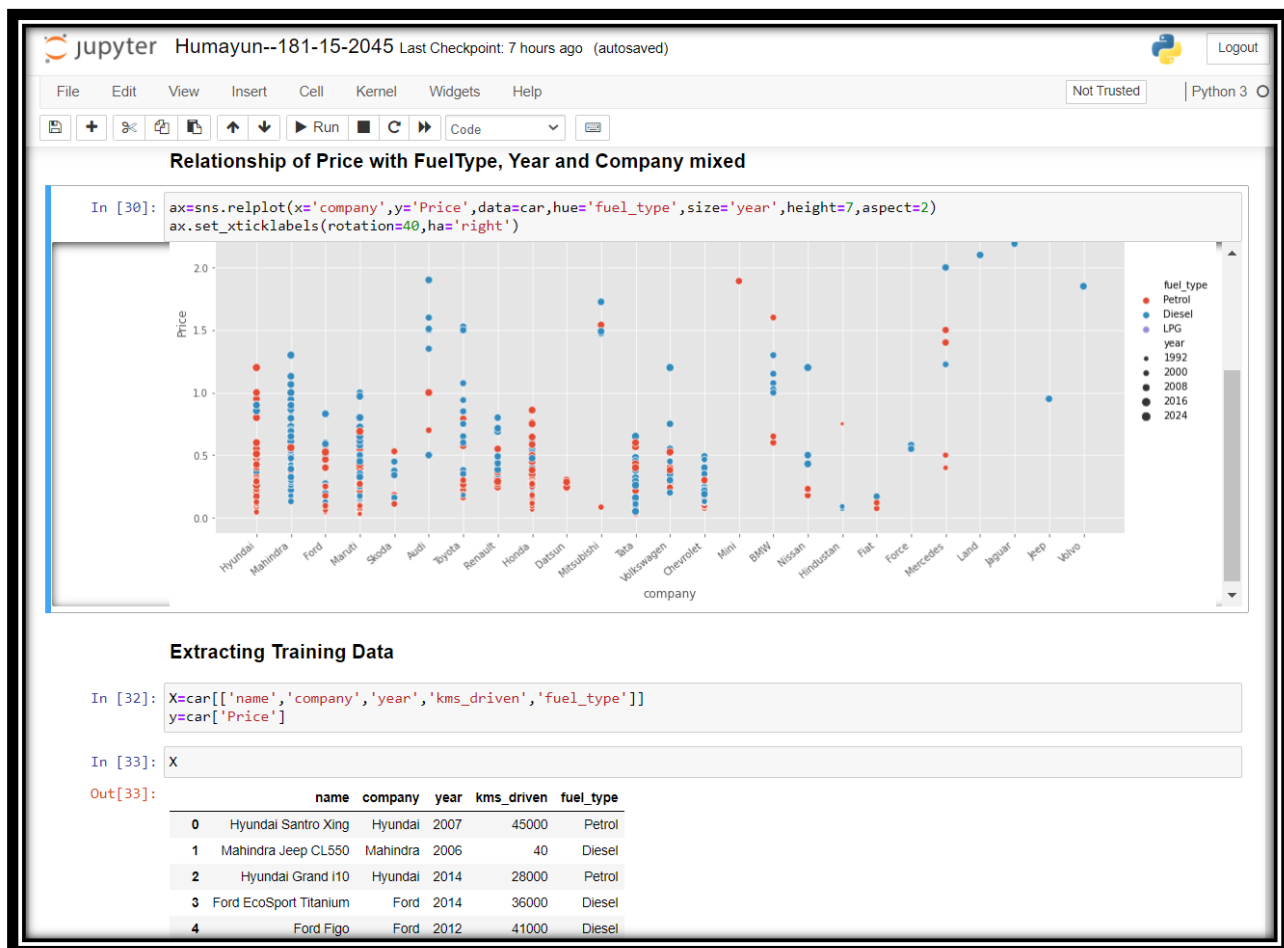 jupyter Humayun--181-15-2045 Last Checkpoint: 7 hours ago (autosaved)
Logout
File Edit View Insert Cell Kernel Widgets Help
Not Trusted
Python 3
Run
Code
Relationship of Price with FuelType, Year and Company mixed
In [30]: ax=sns.relplot(x='company',y='Price',data=car,hue='fuel_type',size='year',height=7,aspect=2)
ax.set_xticklabels(rotation=40,ha='right')
2.0
1.5
1.0
0.5
0.0
Price
Hyundai Mahindra Ford Maruti Skoda Audi Toyota Renault Honda Datsun Mitsubishi Tata Volkswagen Chevrolet Mini BMW Nissan Hindustan Fiat Force Mercedes Land Jaguar Jeep Volvo
company
fuel_type
Petrol
Diesel
LPG
year
1992
2000
2008
2016
2024
Extracting Training Data
In [32]: X=car[['name','company','year','kms_driven','fuel_type']]
y=car['Price']
In [33]: X
Out[33]:
name company year kms_driven fuel_type
0 Hyundai Santro Xing Hyundai 2007 45000 Petrol
1 Mahindra Jeep CL550 Mahindra 2006 40 Diesel
2 Hyundai Grand i10 Hyundai 2014 28000 Petrol
3 Ford EcoSport Titanium Ford 2014 36000 Diesel
4 Ford Figo Ford 2012 41000 Diesel